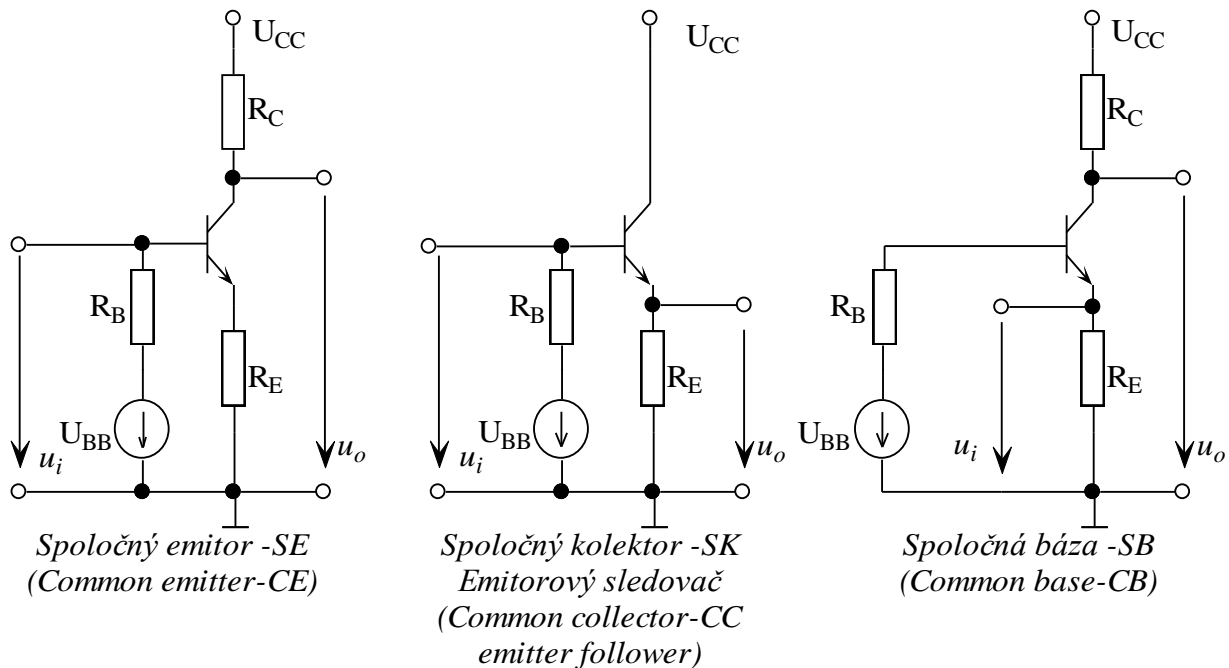 U_CC
R_C
R_B
R_E
U_BB
u_i
u_o
Spoločný emitor -SE
(Common emitter-CE)
U_CC
R_B
R_E
U_BB
u_i
u_o
Spoločný kolektor -SK
Emitorový sledovač
(Common collector-CC
emitter follower)
U_CC
R_C
R_B
R_E
U_BB
u_i
u_o
Spoločná báza -SB
(Common base-CB)